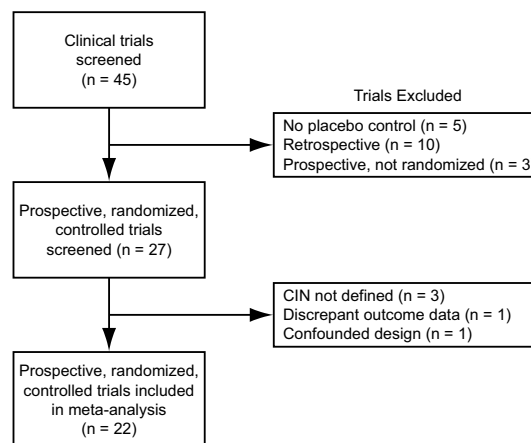 Clinical trials
screened
(n = 45)
Trials Excluded
No placebo control (n = 5)
Retrospective (n = 10)
Prospective, not randomized (n = 3
Prospective, randomized,
controlled trials
screened (n = 27)
CIN not defined (n = 3)
Discrepant outcome data (n = 1)
Confounded design (n = 1)
Prospective, randomized,
controlled trials included
in meta-analysis
(n = 22)